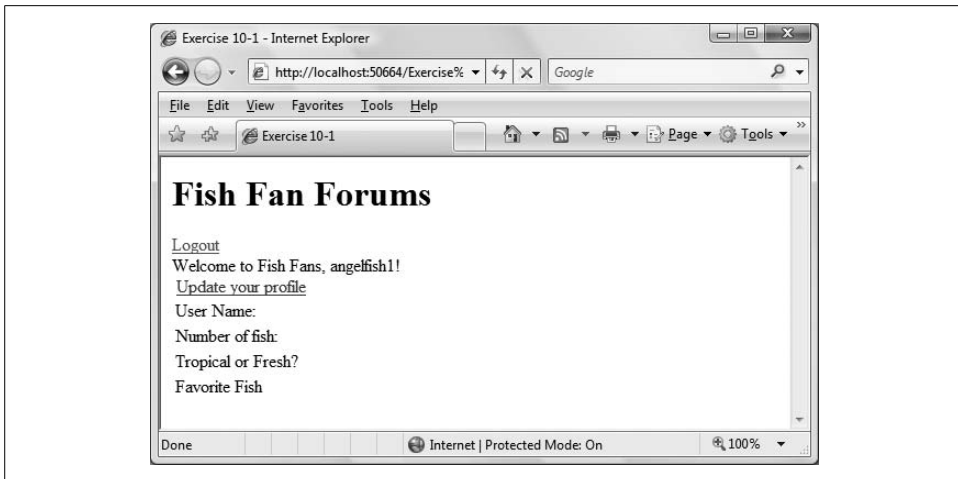 Exercise 10-1 - Internet Explorer
http://localhost:50664/Exercise%
Google
File Edit View Favorites Tools Help
Exercise 10-1
Page Tools
Fish Fan Forums
Logout
Welcome to Fish Fans, angelfish1!
Update your profile
User Name:
Number of fish:
Tropical or Fresh?
Favorite Fish
Done
Internet | Protected Mode: On
100%